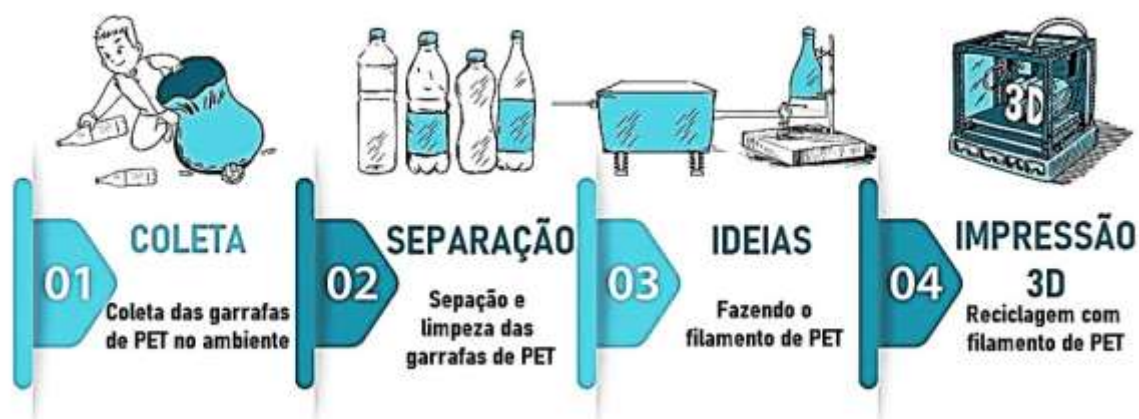 3D
01
COLETA
Coleta das garrafas
de PET no ambiente
02
SEPARAÇÃO
Sepação e
limpeza das
garrafas de PET
03
IDEIAS
Fazendo o
filamento de PET
04
IMPRESSÃO
3D
Reciclagem com
filamento de PET